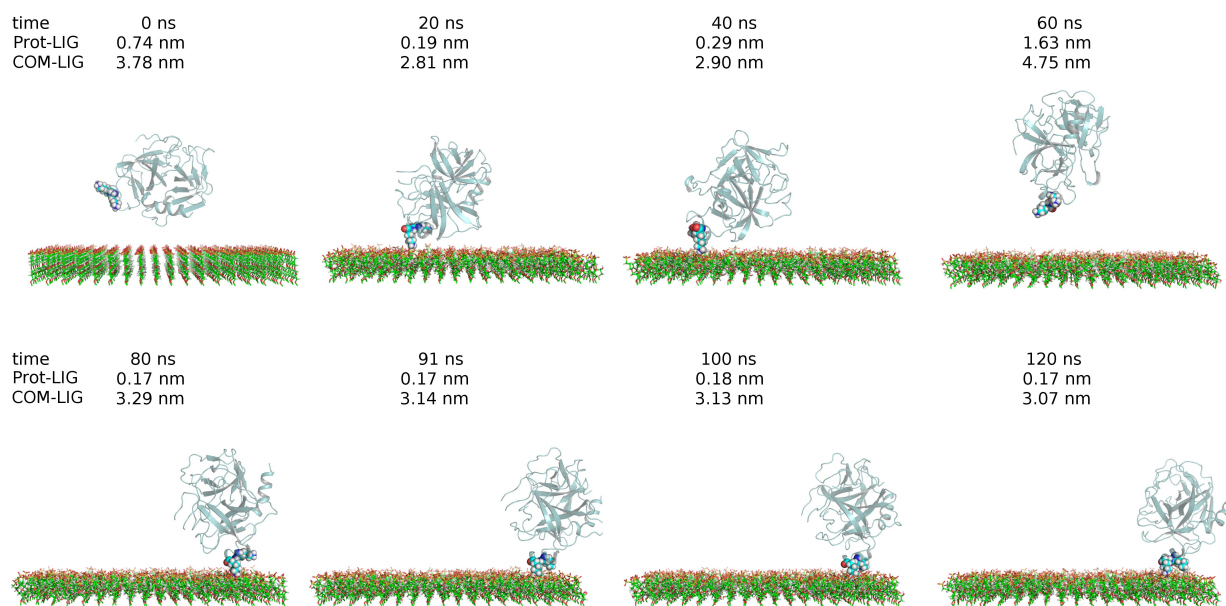 time 0 ns 20 ns 40 ns 60 ns
Prot-LIG 0.74 nm 0.19 nm 0.29 nm 1.63 nm
COM-LIG 3.78 nm 2.81 nm 2.90 nm 4.75 nm
time 80 ns 91 ns 100 ns 120 ns
Prot-LIG 0.17 nm 0.17 nm 0.18 nm 0.17 nm
COM-LIG 3.29 nm 3.14 nm 3.13 nm 3.07 nm